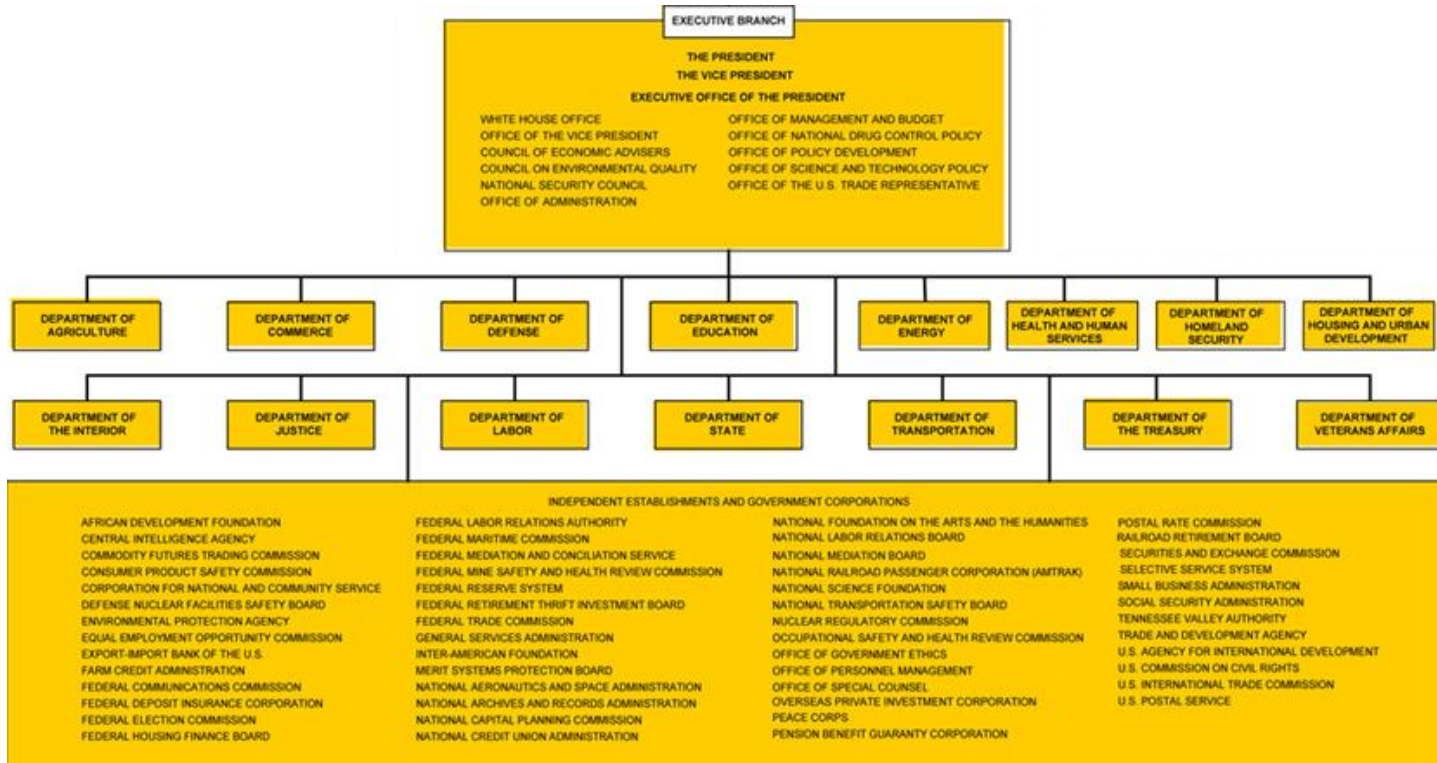 EXECUTIVE BRANCH
THE PRESIDENT
THE VICE PRESIDENT
EXECUTIVE OFFICE OF THE PRESIDENT
WHITE HOUSE OFFICE
OFFICE OF THE VICE PRESIDENT
COUNCIL OF ECONOMIC ADVISERS
COUNCIL ON ENVIRONMENTAL QUALITY
NATIONAL SECURITY COUNCIL
OFFICE OF ADMINISTRATION
OFFICE OF MANAGEMENT AND BUDGET
OFFICE OF NATIONAL DRUG CONTROL POLICY
OFFICE OF POLICY DEVELOPMENT
OFFICE OF SCIENCE AND TECHNOLOGY POLICY
OFFICE OF THE U.S. TRADE REPRESENTATIVE
DEPARTMENT OF
AGRICULTURE
DEPARTMENT OF
COMMERCE
DEPARTMENT OF
DEFENSE
DEPARTMENT OF
EDUCATION
DEPARTMENT OF
ENERGY
DEPARTMENT OF
HEALTH AND HUMAN
SERVICES
DEPARTMENT OF
HOMELAND
SECURITY
DEPARTMENT OF
HOUSING AND URBAN
DEVELOPMENT
DEPARTMENT OF
THE INTERIOR
DEPARTMENT OF
JUSTICE
DEPARTMENT OF
LABOR
DEPARTMENT OF
STATE
DEPARTMENT OF
TRANSPORTATION
DEPARTMENT OF
THE TREASURY
DEPARTMENT OF
VETERANS AFFAIRS
INDEPENDENT ESTABLISHMENTS AND GOVERNMENT CORPORATIONS
AFRICAN DEVELOPMENT FOUNDATION
CENTRAL INTELLIGENCE AGENCY
COMMODITY FUTURES TRADING COMMISSION
CONSUMER PRODUCT SAFETY COMMISSION
CORPORATION FOR NATIONAL AND COMMUNITY SERVICE
DEFENSE NUCLEAR FACILITIES SAFETY BOARD
ENVIRONMENTAL PROTECTION AGENCY
EQUAL EMPLOYMENT OPPORTUNITY COMMISSION
EXPORT-IMPORT BANK OF THE U.S.
FARM CREDIT ADMINISTRATION
FEDERAL COMMUNICATIONS COMMISSION
FEDERAL DEPOSIT INSURANCE CORPORATION
FEDERAL ELECTION COMMISSION
FEDERAL HOUSING FINANCE BOARD
FEDERAL LABOR RELATIONS AUTHORITY
FEDERAL MARITIME COMMISSION
FEDERAL MEDIATION AND CONCILIATION SERVICE
FEDERAL MINE SAFETY AND HEALTH REVIEW COMMISSION
FEDERAL RESERVE SYSTEM
FEDERAL RETIREMENT THRIFT INVESTMENT BOARD
FEDERAL TRADE COMMISSION
GENERAL SERVICES ADMINISTRATION
INTER-AMERICAN FOUNDATION
MERIT SYSTEMS PROTECTION BOARD
NATIONAL AERONAUTICS AND SPACE ADMINISTRATION
NATIONAL ARCHIVES AND RECORDS ADMINISTRATION
NATIONAL CAPITAL PLANNING COMMISSION
NATIONAL CREDIT UNION ADMINISTRATION
NATIONAL FOUNDATION ON THE ARTS AND THE HUMANITIES
NATIONAL LABOR RELATIONS BOARD
NATIONAL MEDIATION BOARD
NATIONAL RAILROAD PASSENGER CORPORATION (AMTRAK)
NATIONAL SCIENCE FOUNDATION
NATIONAL TRANSPORTATION SAFETY BOARD
NUCLEAR REGULATORY COMMISSION
OCCUPATIONAL SAFETY AND HEALTH REVIEW COMMISSION
OFFICE OF GOVERNMENT ETHICS
OFFICE OF PERSONNEL MANAGEMENT
OFFICE OF SPECIAL COUNSEL
OVERSEAS PRIVATE INVESTMENT CORPORATION
PEACE CORPS
PENSION BENEFIT GUARANTY CORPORATION
POSTAL RATE COMMISSION
RAILROAD RETIREMENT BOARD
SECURITIES AND EXCHANGE COMMISSION
SELECTIVE SERVICE SYSTEM
SMALL BUSINESS ADMINISTRATION
SOCIAL SECURITY ADMINISTRATION
TENNESSEE VALLEY AUTHORITY
TRADE AND DEVELOPMENT AGENCY
U.S. AGENCY FOR INTERNATIONAL DEVELOPMENT
U.S. COMMISSION ON CIVIL RIGHTS
U.S. INTERNATIONAL TRADE COMMISSION
U.S. POSTAL SERVICE